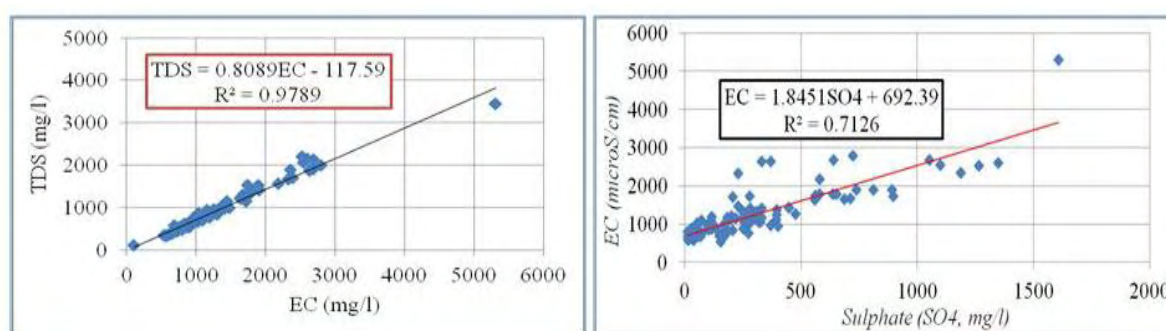 5000
4000
3000
2000
1000
0
TDS (mg/l)
TDS = 0.8089EC - 117.59
R² = 0.9789
0 1000 2000 3000 4000 5000 6000
EC (mg/l)
6000
5000
4000
3000
2000
1000
0
EC (microS/cm)
EC = 1.8451SO4 + 692.39
R² = 0.7126
0 500 1000 1500 2000
Sulphate (SO4, mg/l)